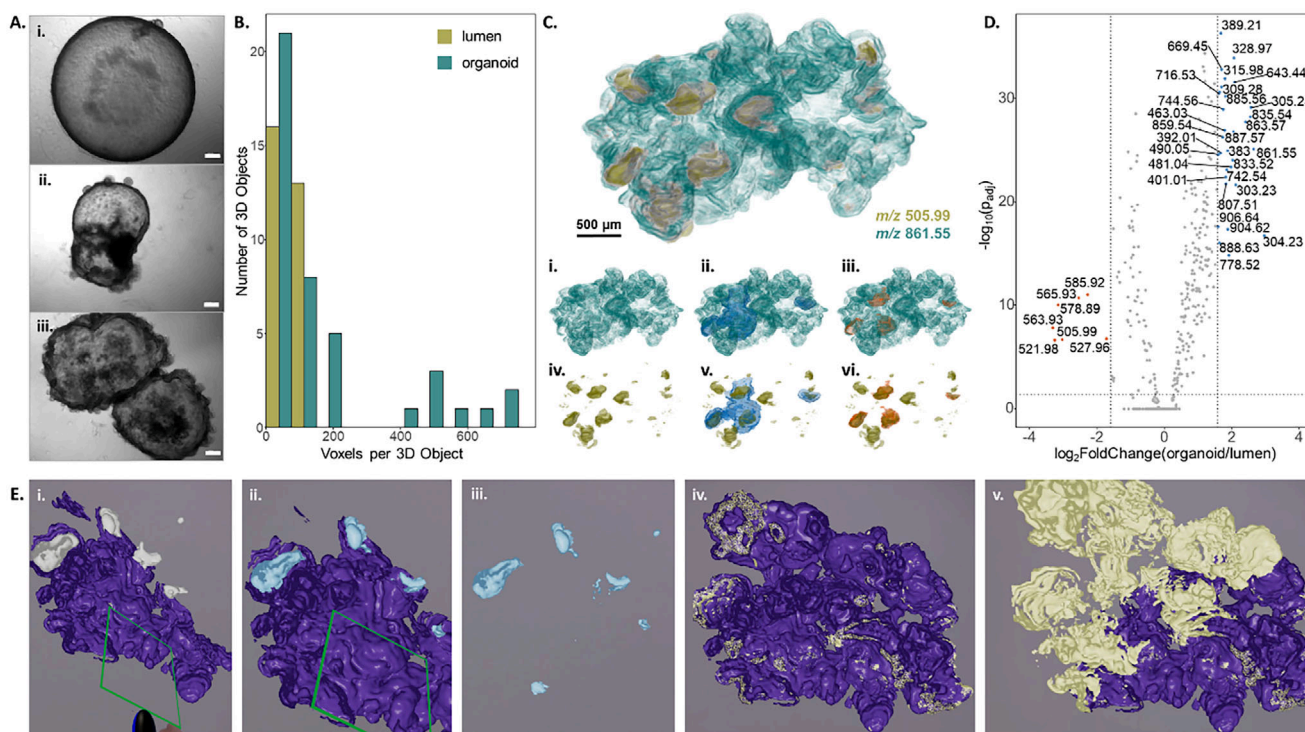 A.
i.
ii.
iii.
B.
lumen
organoid
Number of 3D Objects
20
15
10
5
0
0
200
400
600
Voxels per 3D Object
C.
500 µm
m/z 505.99
m/z 861.55
i.
ii.
iii.
iv.
v.
vi.
D.
-log10(padj)
30
20
10
0
-4
-2
0
2
4
log2FoldChange(organoid/lumen)
389.21
669.45
328.97
716.53
315.98
643.44
309.28
744.56
885.56
305.2
463.03
835.54
859.54
863.57
392.01
887.57
490.05
383
861.55
481.04
833.52
401.01
742.54
303.23
807.51
906.64
904.62
304.23
888.63
778.52
585.92
565.93
578.89
563.93
505.99
521.98
527.96
E.
i.
ii.
iii.
iv.
v.